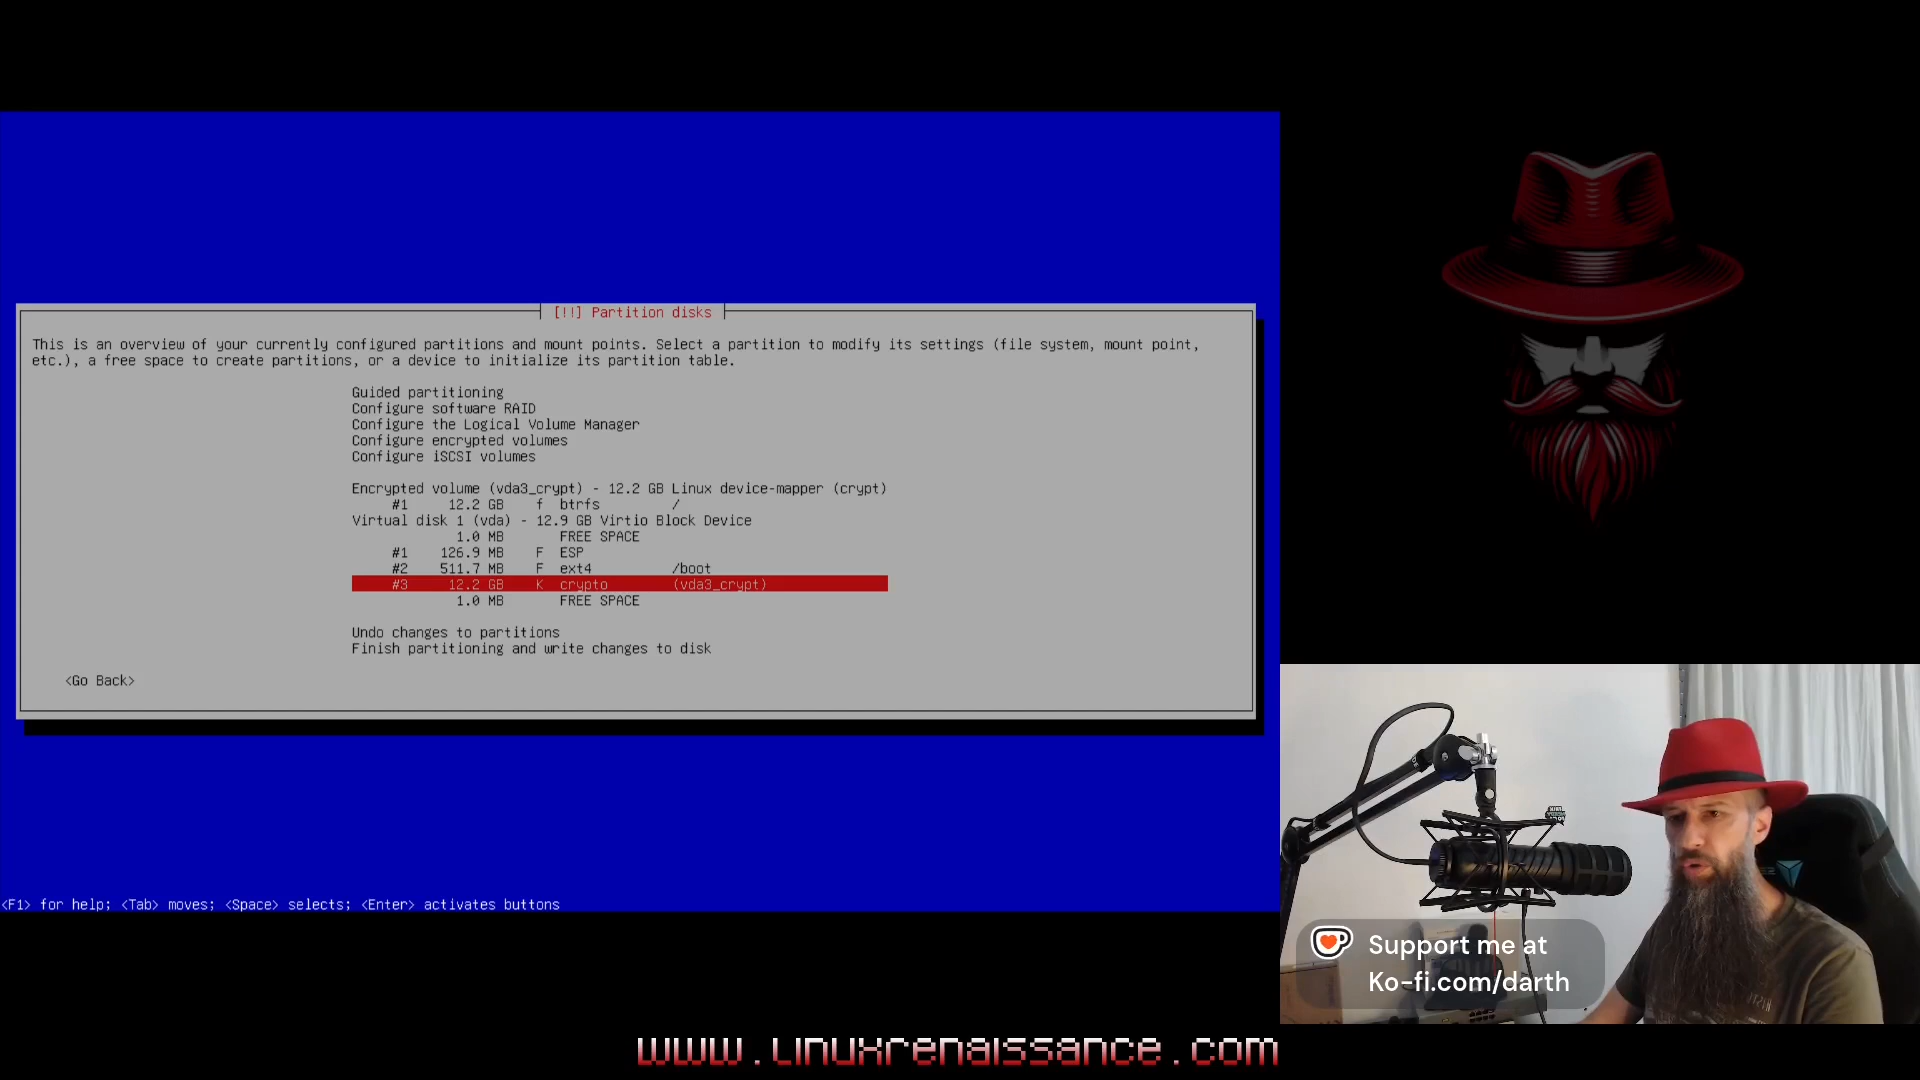 [!!] Partition disks
This is an overview of your currently configured partitions and mount points. Select a partition to modify its settings (file system, mount point,
etc.), a free space to create partitions, or a device to initialize its partition table.
Guided partitioning
Configure software RAID
Configure the Logical Volume Manager
Configure encrypted volumes
Configure iSCSI volumes
Encrypted volume (vda3_crypt) - 12.2 GB Linux device-mapper (crypt)
#1 12.2 GB f btrfs /
Virtual disk 1 (vda) - 12.9 GB Virtio Block Device
1.0 MB FREE SPACE
#1 126.9 MB F ESP
#2 511.7 MB F ext4 /boot
#3 12.2 GB K crypto (vda3_crypt)
1.0 MB FREE SPACE
Undo changes to partitions
Finish partitioning and write changes to disk
<Go Back>
<F1> for help; <Tab> moves; <Space> selects; <Enter> activates buttons
Support me at
Ko-fi.com/darth
www.Linuxrenaissance.com